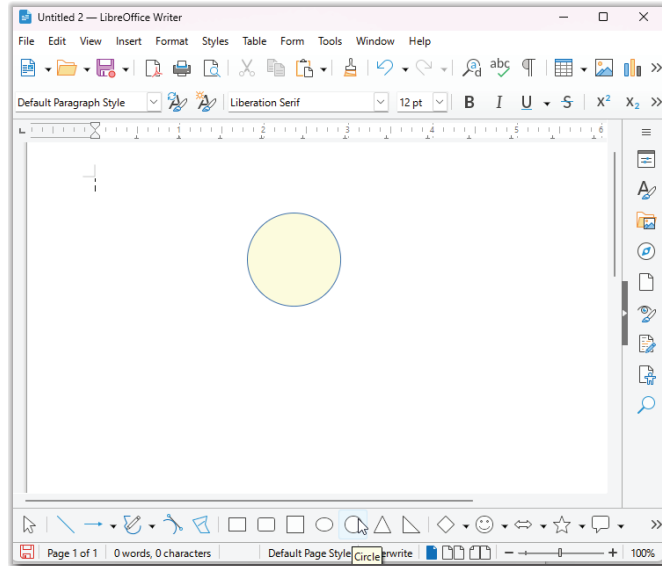 Untitled 2 — LibreOffice Writer
File Edit View Insert Format Styles Table Form Tools Window Help
Default Paragraph Style Liberation Serif 12 pt B I U S X² X₂
1 2 3 4 5 6
Page 1 of 1 0 words, 0 characters Default Page Style Circle 100%